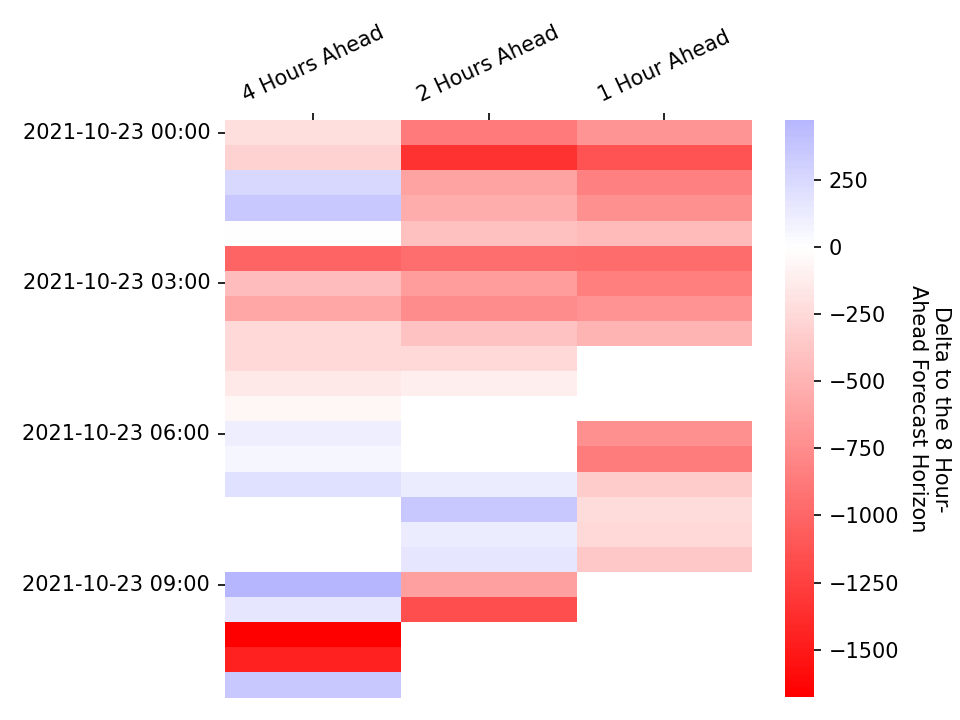 4 Hours Ahead
2 Hours Ahead
1 Hour Ahead
2021-10-23 00:00
2021-10-23 03:00
2021-10-23 06:00
2021-10-23 09:00
250
0
−250
−500
−750
−1000
−1250
−1500
Delta to the 8 Hour-
Ahead Forecast Horizon